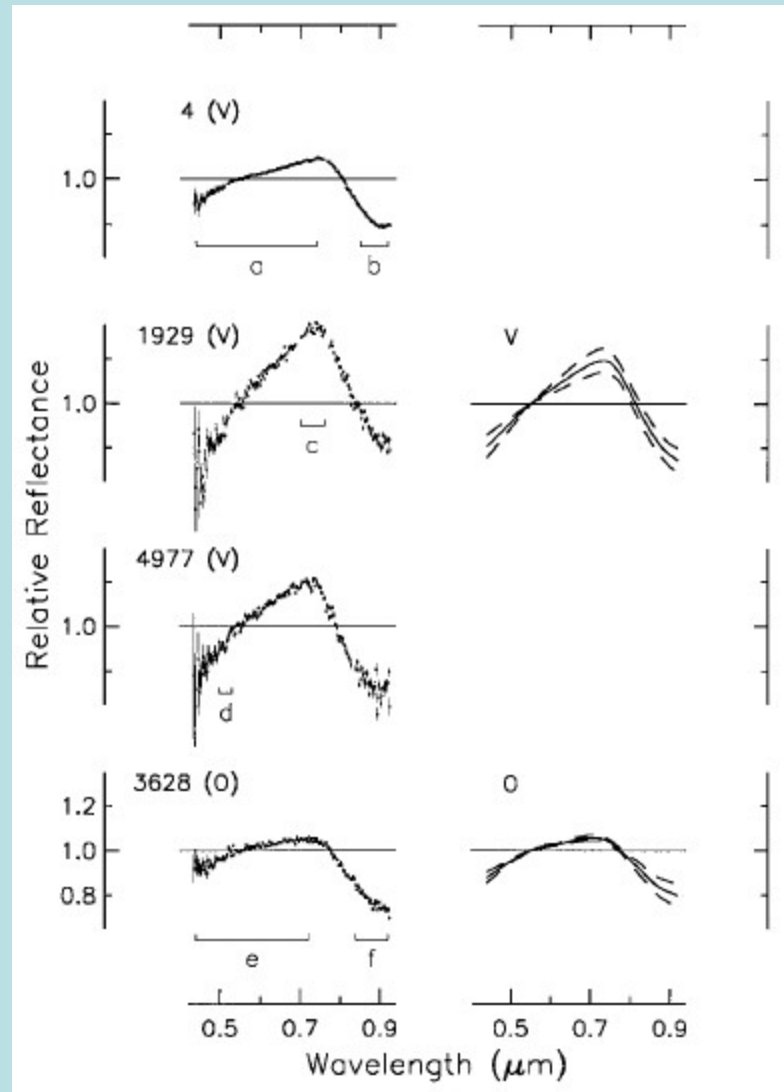 4 (V)
1.0
a
b
1929 (V)
V
1.0
c
4977 (V)
1.0
d
3628 (O)
O
1.2
1.0
0.8
e
f
0.5 0.7 0.9
0.5 0.7 0.9
Relative Reflectance
Wavelength (μm)